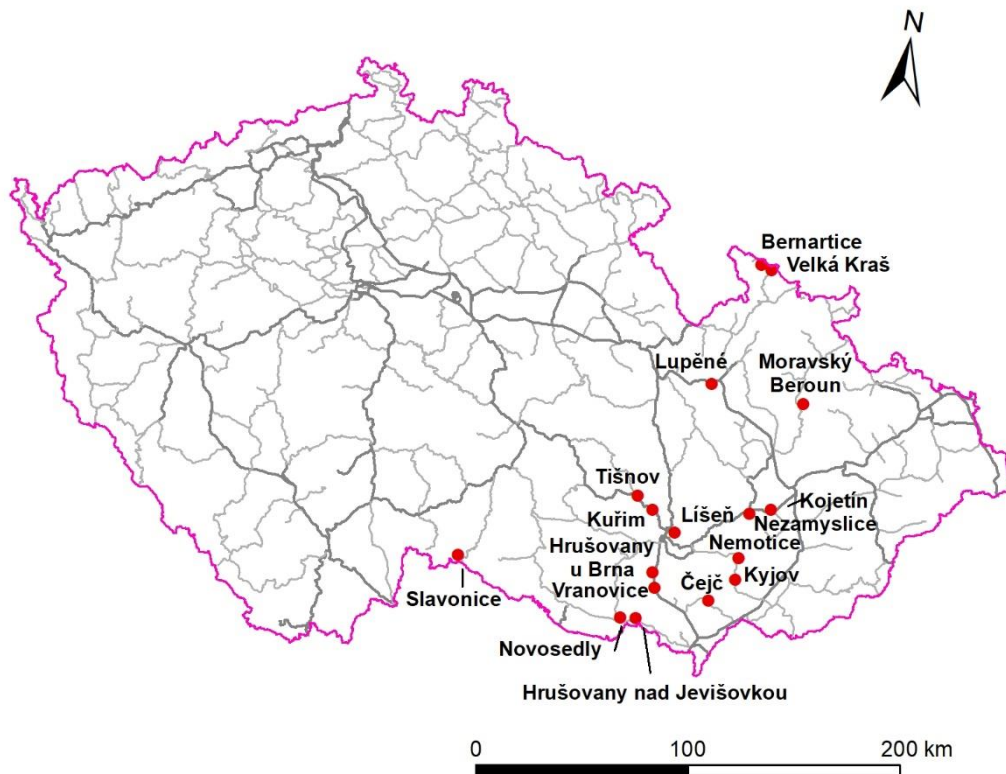 N
Bernartice
Velká Kraš
Lupěné
Moravský
Beroun
Tišnov
Kuřim
Líšeň
Kojetín
Nezamyslice
Nemotice
Hrušovany
u Brna
Vranovice
Čejč
Kyjov
Slavonice
Novosedly
Hrušovany nad Jevišovkou
0
100
200 km